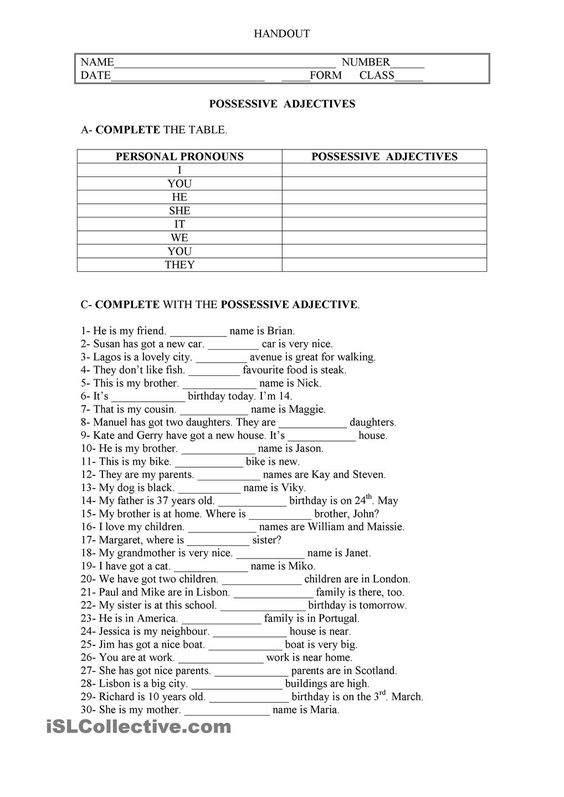 HANDOUT
NAME_______________________________________ NUMBER______
DATE___________________________ _____FORM CLASS_____
POSSESSIVE ADJECTIVES
A- COMPLETE THE TABLE.
PERSONAL PRONOUNS POSSESSIVE ADJECTIVES
I
YOU
HE
SHE
IT
WE
YOU
THEY
C- COMPLETE WITH THE POSSESSIVE ADJECTIVE.
1- He is my friend. __________ name is Brian.
2- Susan has got a new car. _________ car is very nice.
3- Lagos is a lovely city. _________ avenue is great for walking.
4- They don't like fish. _________ favourite food is steak.
5- This is my brother. _____________ name is Nick.
6- It's _____________ birthday today. I'm 14.
7- That is my cousin. ____________ name is Maggie.
8- Manuel has got two daughters. They are ____________ daughters.
9- Kate and Gerry have got a new house. It's ____________ house.
10- He is my brother. _____________ name is Jason.
11- This is my bike. ____________ bike is new.
12- They are my parents. ___________ names are Kay and Steven.
13- My dog is black. ___________ name is Viky.
14- My father is 37 years old. ____________ birthday is on 24th. May
15- My brother is at home. Where is ___________ brother, John?
16- I love my children. ____________ names are William and Maissie.
17- Margaret, where is ___________ sister?
18- My grandmother is very nice. ____________ name is Janet.
19- I have got a cat. _____________ name is Miko.
20- We have got two children. ______________ children are in London.
21- Paul and Mike are in Lisbon. ______________ family is there, too.
22- My sister is at this school. _______________ birthday is tomorrow.
23- He is in America. ______________ family is in Portugal.
24- Jessica is my neighbour. _____________ house is near.
25- Jim has got a nice boat. _____________ boat is very big.
26- You are at work. _______________ work is near home.
27- She has got nice parents. _____________ parents are in Scotland.
28- Lisbon is a big city. ________________ buildings are high.
29- Richard is 10 years old. ______________ birthday is on the 3rd. March.
30- She is my mother. _______________ name is Maria.
iSLCollective.com